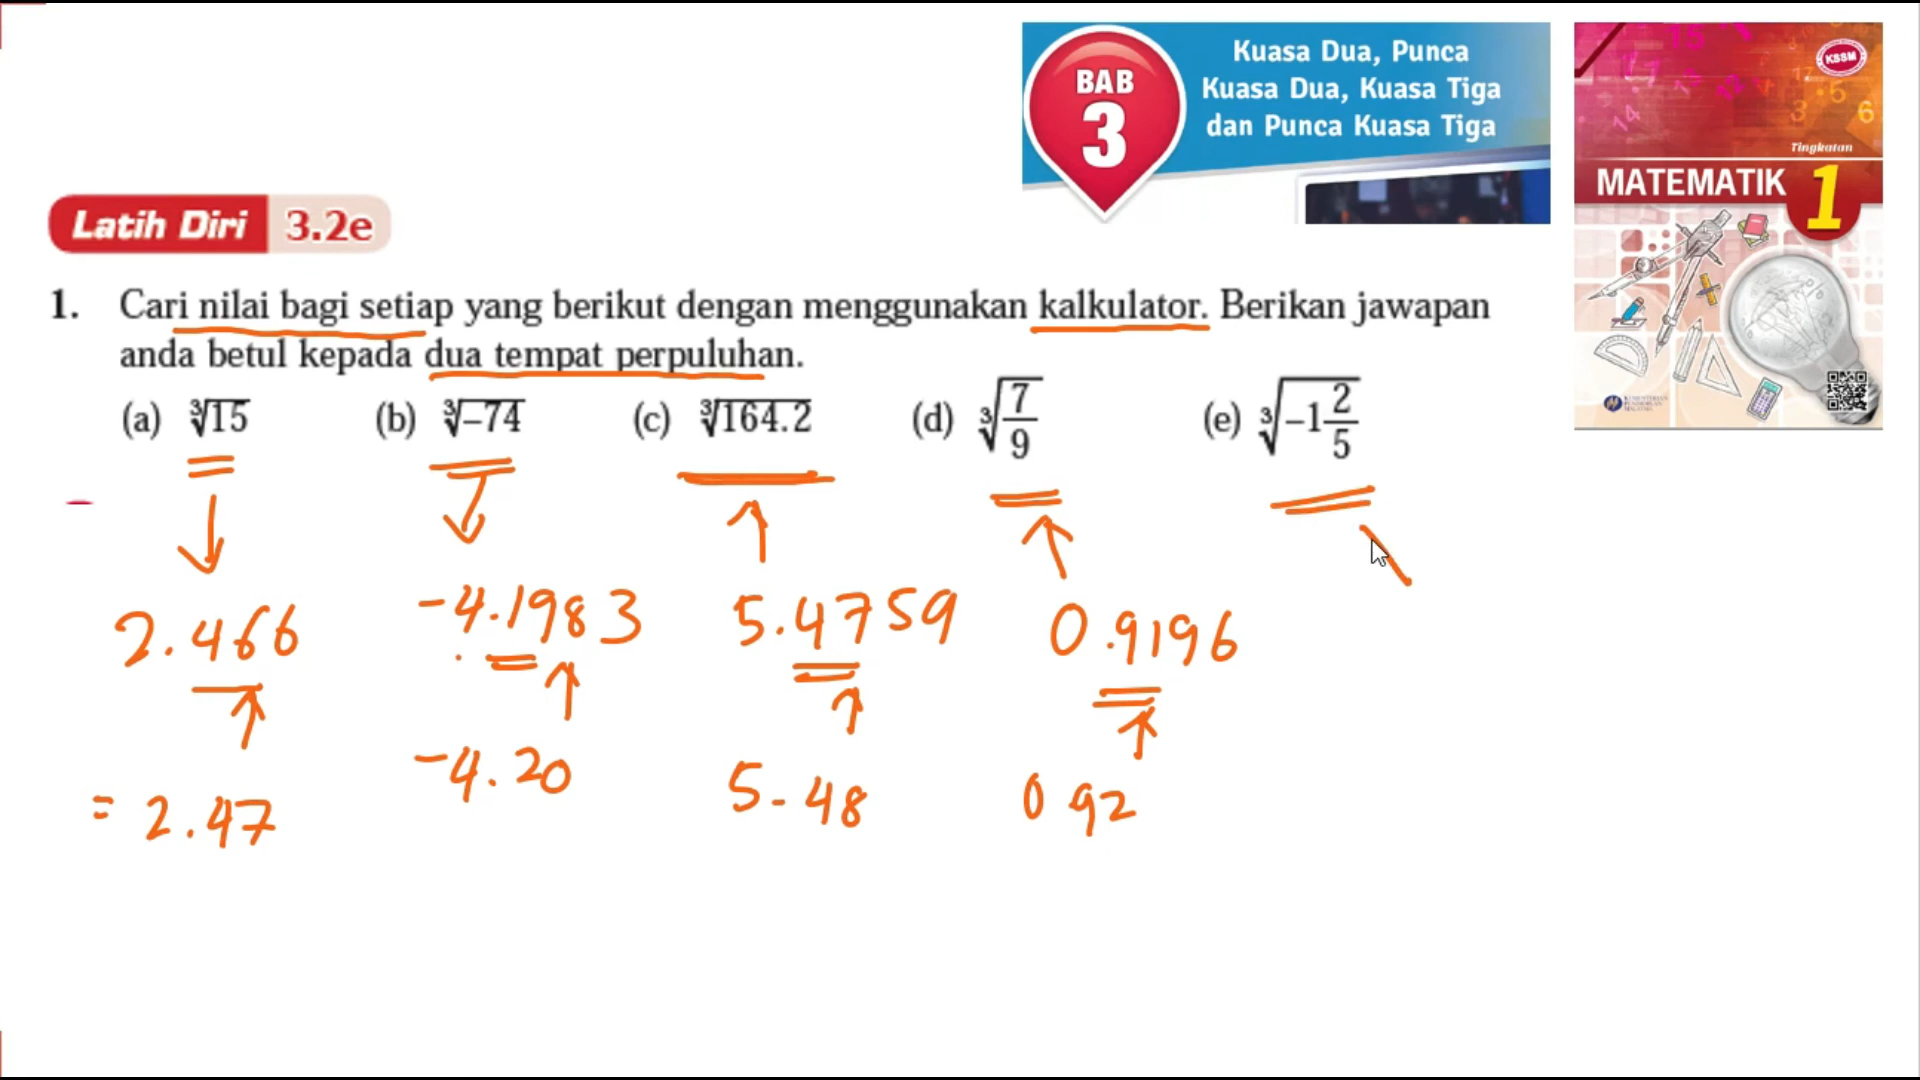 BAB
3
Kuasa Dua, Punca
Kuasa Dua, Kuasa Tiga
dan Punca Kuasa Tiga
KBSM
Tingkatan
MATEMATIK 1
Latih Diri 3.2e
1. Cari nilai bagi setiap yang berikut dengan menggunakan kalkulator. Berikan jawapan
anda betul kepada dua tempat perpuluhan.
(a) ∛15 (b) ∛-74 (c) ∛164.2 (d) ∛(7/9) (e) ∛(-1 2/5)
2.466 -4.1983 5.4759 0.9196
= 2.47 -4.20 5.48 0 92